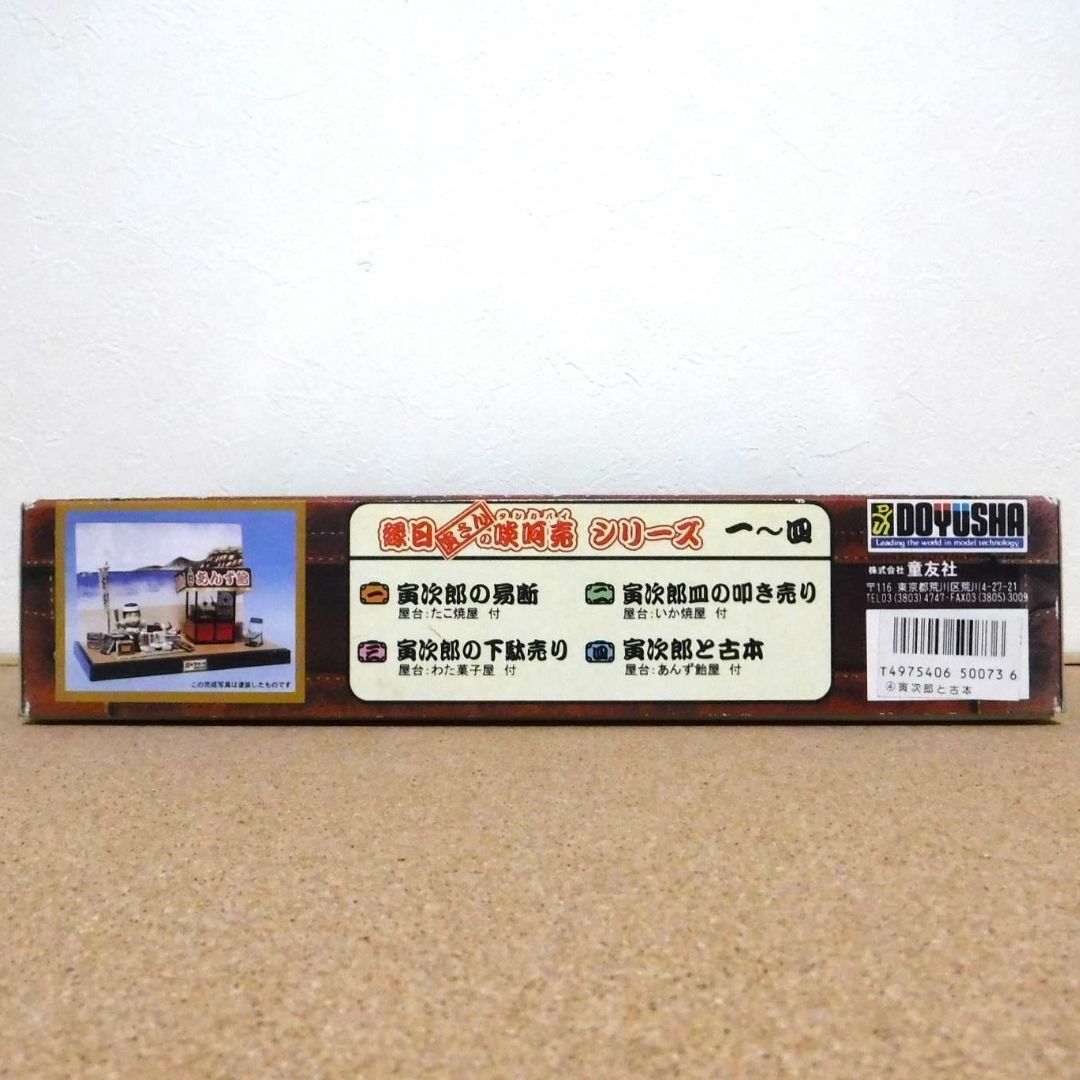 縁日 寅さんの啖呵売 シリーズ 一〜四
タンカバイ
一 寅次郎の易断
屋台:たこ焼屋 付
二 寅次郎皿の叩き売り
屋台:いか焼屋 付
三 寅次郎の下駄売り
屋台:わた菓子屋 付
四 寅次郎と古本
屋台:あんず飴屋 付
あんず飴
この完成写真は塗装したものです
DOYUSHA
Leading the world in model technology.
株式会社 童友社
〒116 東京都荒川区荒川4-27-21
TEL03(3803)4747・FAX03(3805)3009
T4975406 50073 6
④寅次郎と古本